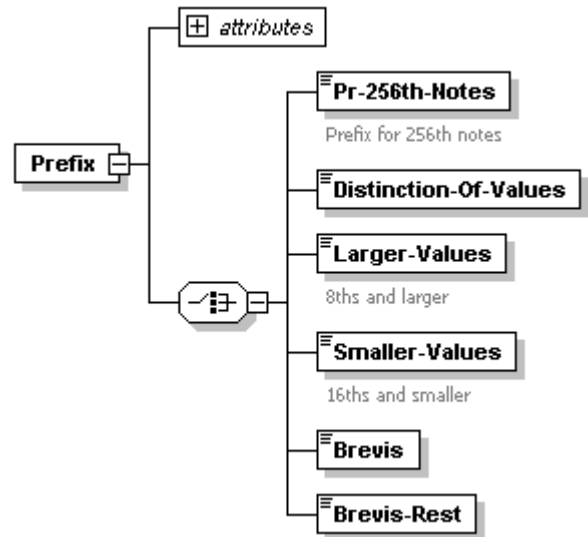 attributes
Pr-256th-Notes
Prefix for 256th notes
Prefix
Distinction-Of-Values
Larger-Values
8ths and larger
Smaller-Values
16ths and smaller
Brevis
Brevis-Rest